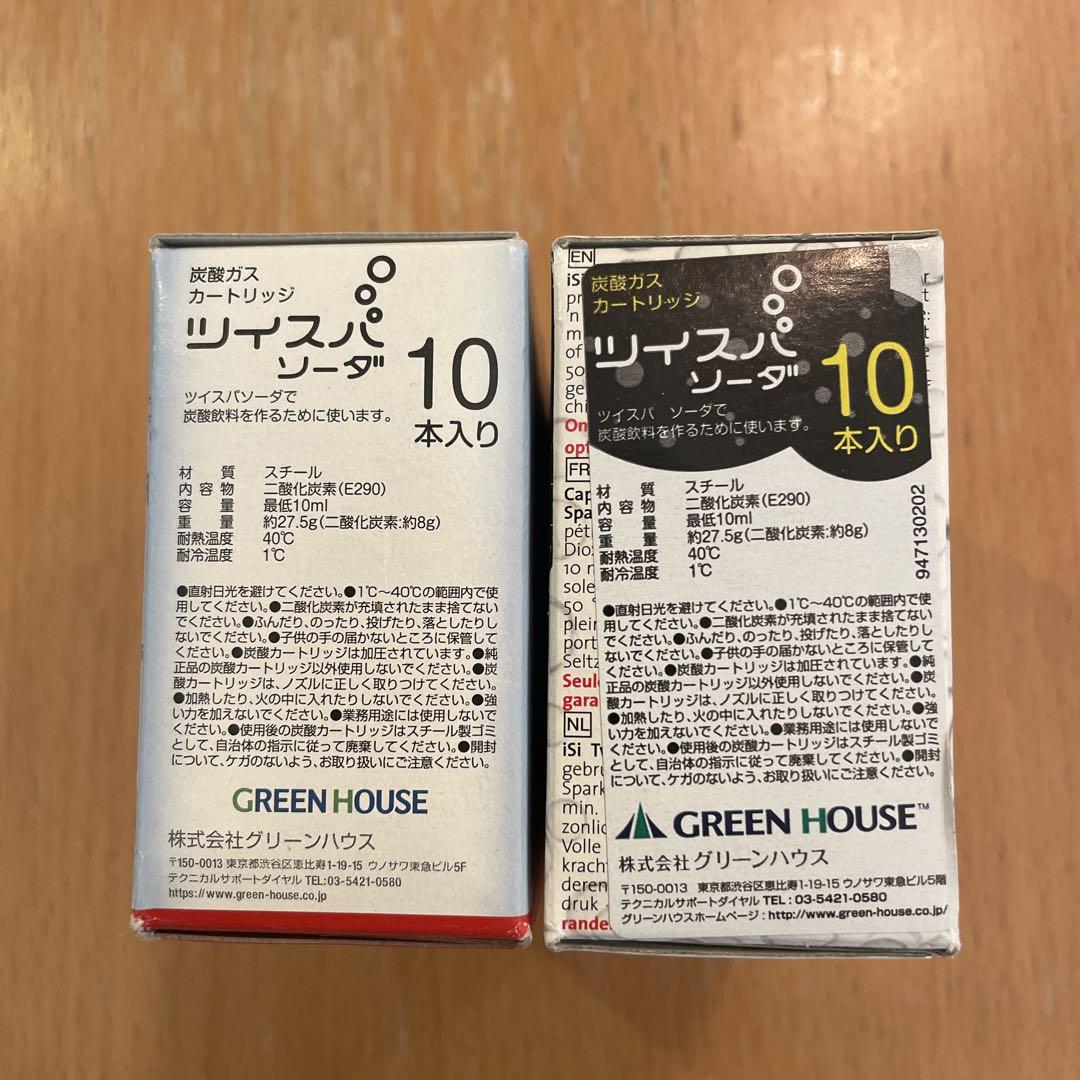 炭酸ガス
カートリッジ
ツイスパ
ソーダ
10
本入り
ツイスパソーダで
炭酸飲料を作るために使います。
材 質 スチール
内容物 二酸化炭素(E290)
容 量 最低10ml
重 量 約27.5g(二酸化炭素:約8g)
耐熱温度 40℃
耐冷温度 1℃
●直射日光を避けてください。●1℃〜40℃の範囲内で使
用してください。●二酸化炭素が充填されたまま捨てない
でください。●ふんだり、のったり、投げたり、落としたりし
ないでください。●子供の手の届かないところに保管して
ください。●炭酸カートリッジは加圧されています。●純
正品の炭酸カートリッジ以外使用しないでください。●炭
酸カートリッジは、ノズルに正しく取りつけてください。
●加熱したり、火の中に入れたりしないでください。●強
い力を加えないでください。●業務用途には使用しないで
ください。●使用後の炭酸カートリッジはスチール製ゴミ
として、自治体の指示に従って廃棄してください。●開封
について、ケガのないよう、お取り扱いにご注意ください。
GREEN HOUSE
株式会社グリーンハウス
〒150-0013 東京都渋谷区恵比寿1-19-15 ウノサワ東急ビル5F
テクニカルサポートダイヤル TEL:03-5421-0580
https://www.green-house.co.jp
EN
iSi
of
50
ge
chi
On
opt
FR
Cap
Spa
pét
Diox
10 n
sole
50 °
plein
port
Seltz
Seule
gara
NL
iSi Tw
gebru
Spark
min.
zonlic
Volle
kracht
deren
druk
rande
炭酸ガス
カートリッジ
ツイスパ
ソーダ
10
本入り
ツイスパ ソーダで
炭酸飲料を作るために使います。
材 質 スチール
内容物 二酸化炭素(E290)
容 量 最低10ml
重 量 約27.5g(二酸化炭素:約8g)
耐熱温度 40℃
耐冷温度 1℃
947130202
●直射日光を避けてください。●1℃〜40℃の範囲内で使
用してください。●二酸化炭素が充填されたまま捨てない
でください。●ふんだり、のったり、投げたり、落としたりし
ないでください。●子供の手の届かないところに保管して
ください。●炭酸カートリッジは加圧されています。●純
正品の炭酸カートリッジ以外使用しないでください。●炭
酸カートリッジは、ノズルに正しく取りつけてください。
●加熱したり、火の中に入れたりしないでください。●強
い力を加えないでください。●業務用途には使用しないで
ください。●使用後の炭酸カートリッジはスチール製ゴミ
として、自治体の指示に従って廃棄してください。●開封
について、ケガのないよう、お取り扱いにご注意ください。
GREEN HOUSE™
株式会社グリーンハウス
〒150-0013 東京都渋谷区恵比寿1-19-15 ウノサワ東急ビル5階
テクニカルサポートダイヤル TEL : 03-5421-0580
グリーンハウスホームページ : http://www.green-house.co.jp/